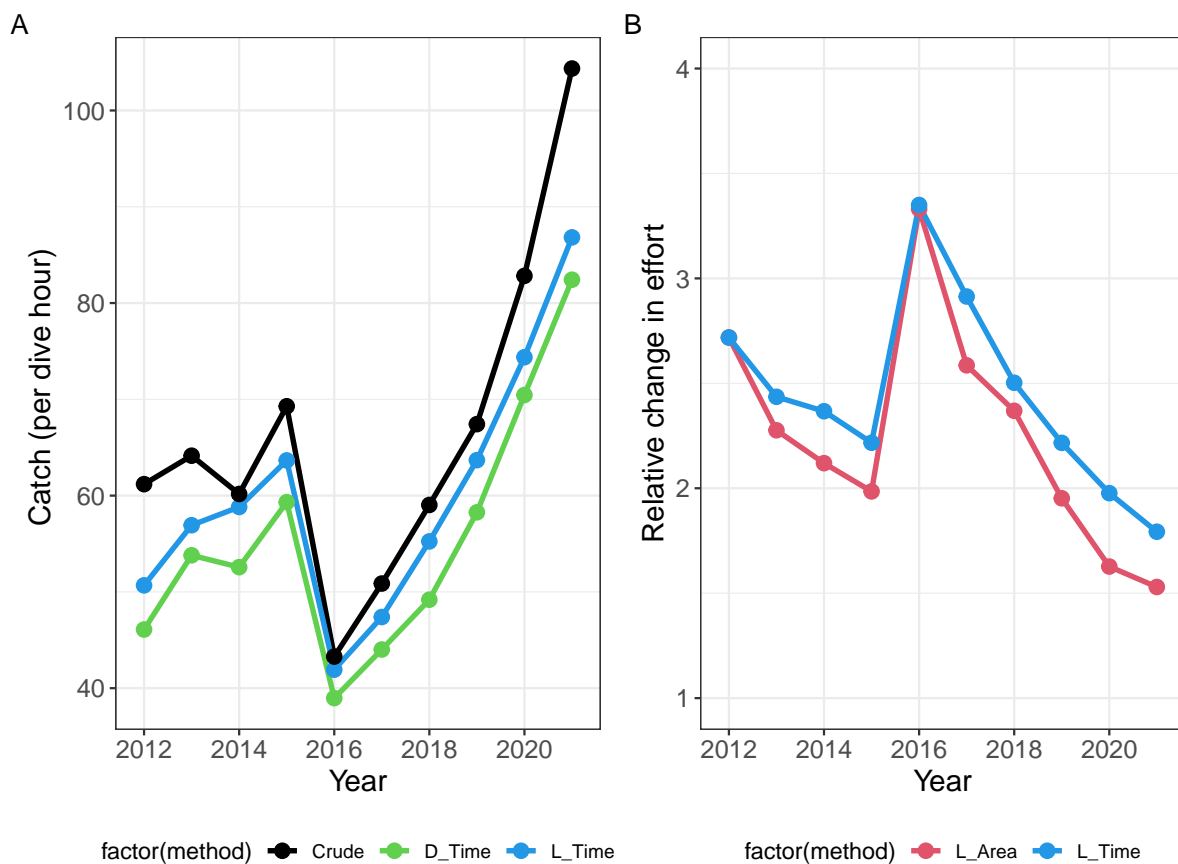 A
B
Catch (per dive hour)
100
80
60
40
2012 2014 2016 2018 2020
Year
Relative change in effort
4
3
2
1
2012 2014 2016 2018 2020
Year
factor(method) Crude D_Time L_Time
factor(method) L_Area L_Time